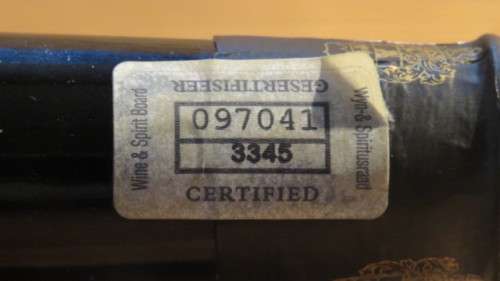 GESERTIFISEER
Wine & Spirit Board
097041
3345
CERTIFIED
Wyn & Spiritusraad